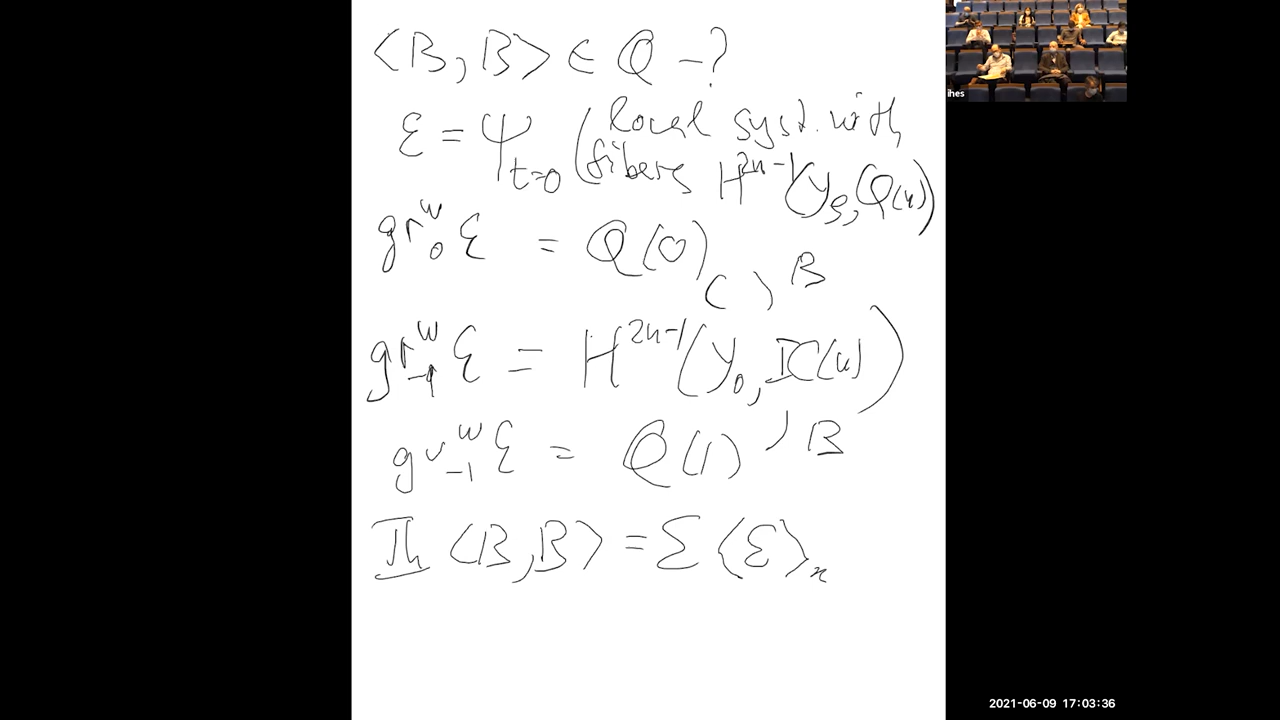 <B, B> ∈ Q -?
ihes
ε = Ψ_{t=0} (local syst. with
fibers H^{2n-1}(Y_s, Q(n))
gr^W_0 ε = Q(0)
( ) B
gr^W_{-1} ε = H^{2n-1}(Y_0, IC(n))
gr^W_{-1} ε = Q(1) , B
Th <B, B> = Σ <ε>_n
2021-06-09 17:03:36